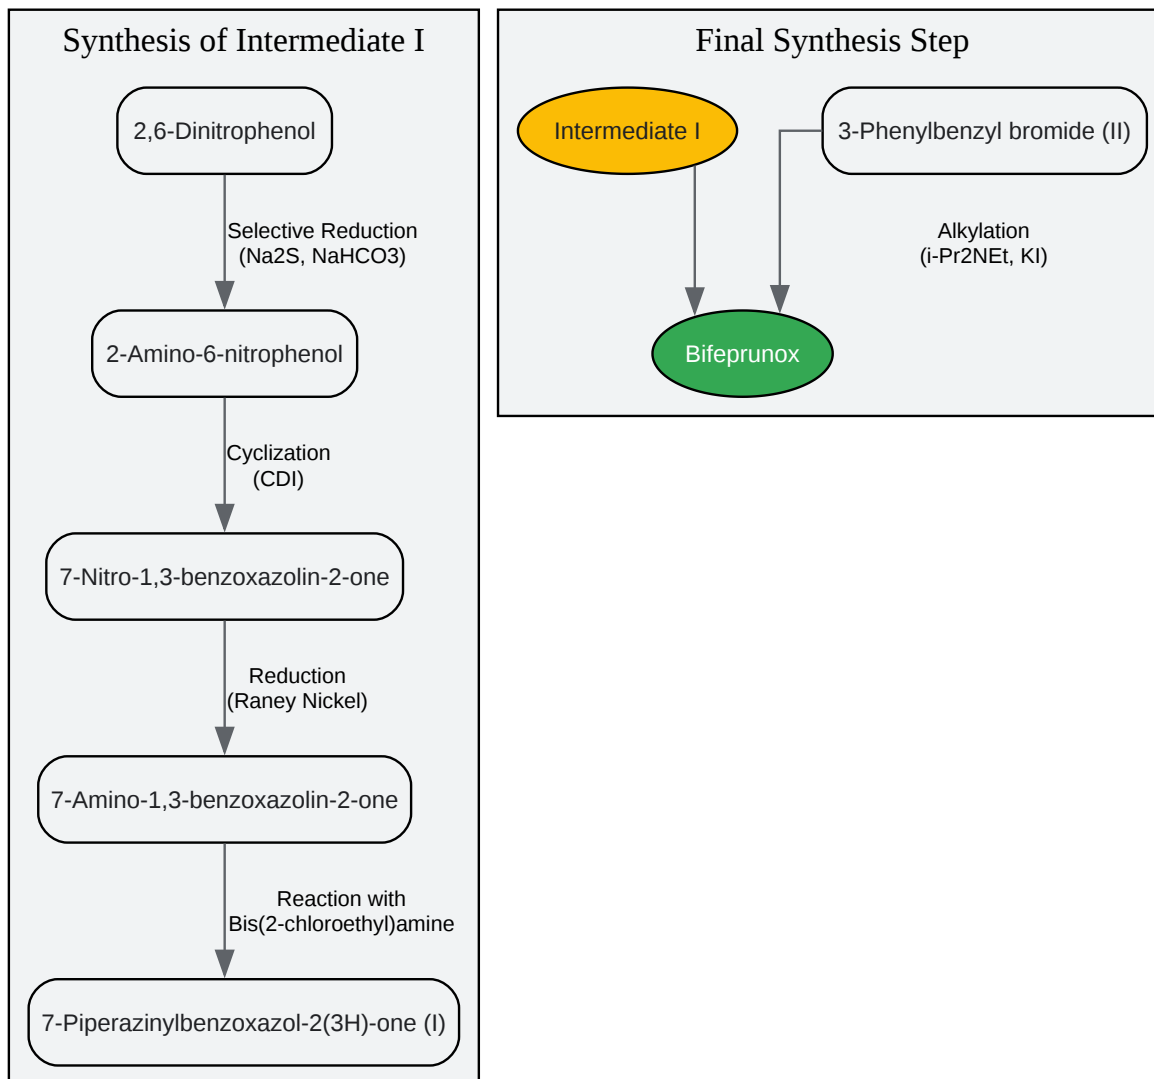 Synthesis of Intermediate I
2,6-Dinitrophenol
Selective Reduction
(Na2S, NaHCO3)
2-Amino-6-nitrophenol
Cyclization
(CDI)
7-Nitro-1,3-benzoxazolin-2-one
Reduction
(Raney Nickel)
7-Amino-1,3-benzoxazolin-2-one
Reaction with
Bis(2-chloroethyl)amine
7-Piperazinylbenzoxazol-2(3H)-one (I)
Final Synthesis Step
Intermediate I
3-Phenylbenzyl bromide (II)
Alkylation
(i-Pr2NEt, KI)
Bifeprunox